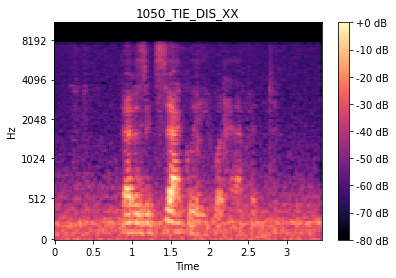 1050_TIE_DIS_XX
+0 dB
8192
-10 dB
4096
-20 dB
-30 dB
2048
Hz
-40 dB
1024
-50 dB
512
-60 dB
-70 dB
0
-80 dB
0 0.5 1 1.5 2 2.5 3
Time